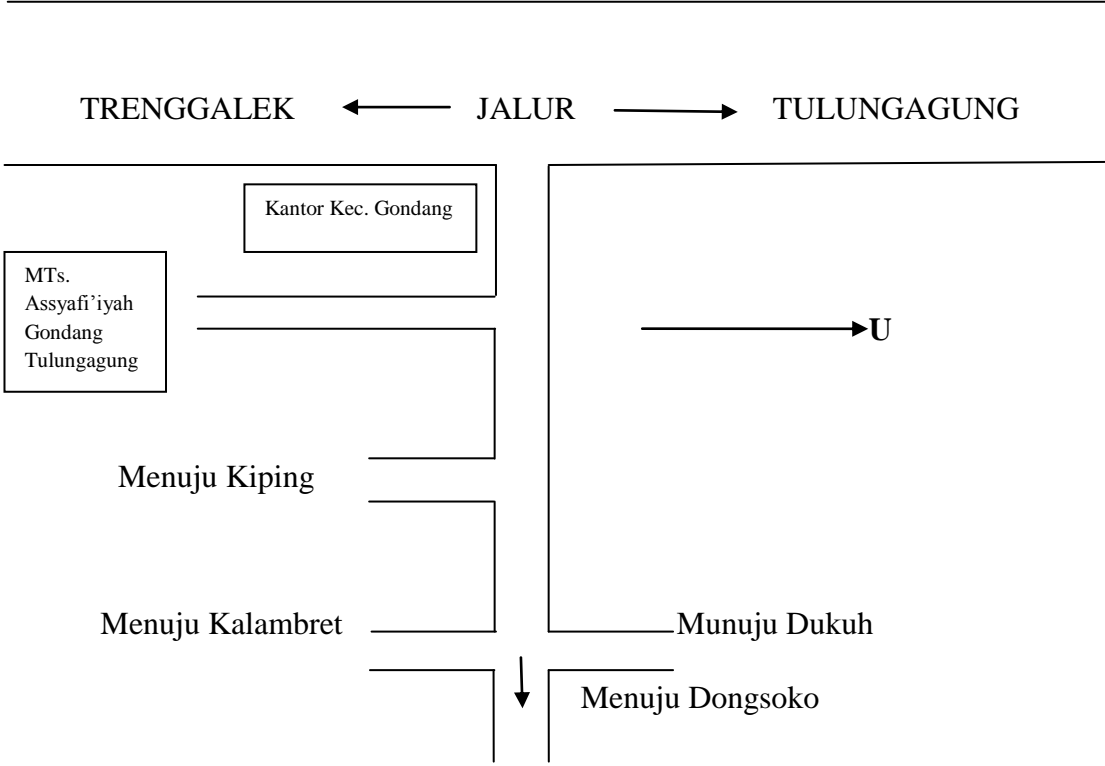 TRENGGALEK JALUR TULUNGAGUNG
Kantor Kec. Gondang
MTs.
Assyafi’iyah
Gondang
Tulungagung
U
Menuju Kiping
Menuju Kalambret
Munuju Dukuh
Menuju Dongsoko